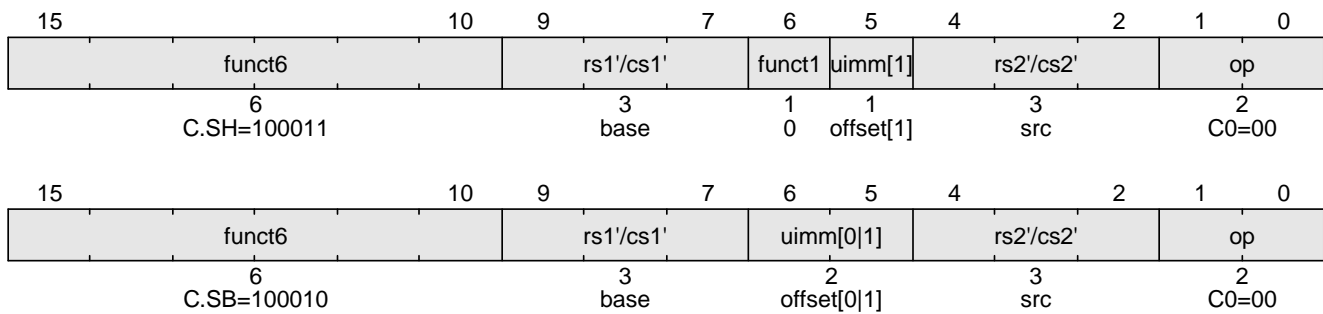 15 10 9 7 6 5 4 2 1 0
funct6 rs1'/cs1' funct1 uimm[1] rs2'/cs2' op
6 3 1 1 3 2
C.SH=100011 base 0 offset[1] src C0=00
15 10 9 7 6 5 4 2 1 0
funct6 rs1'/cs1' uimm[0|1] rs2'/cs2' op
6 3 2 3 2
C.SB=100010 base offset[0|1] src C0=00